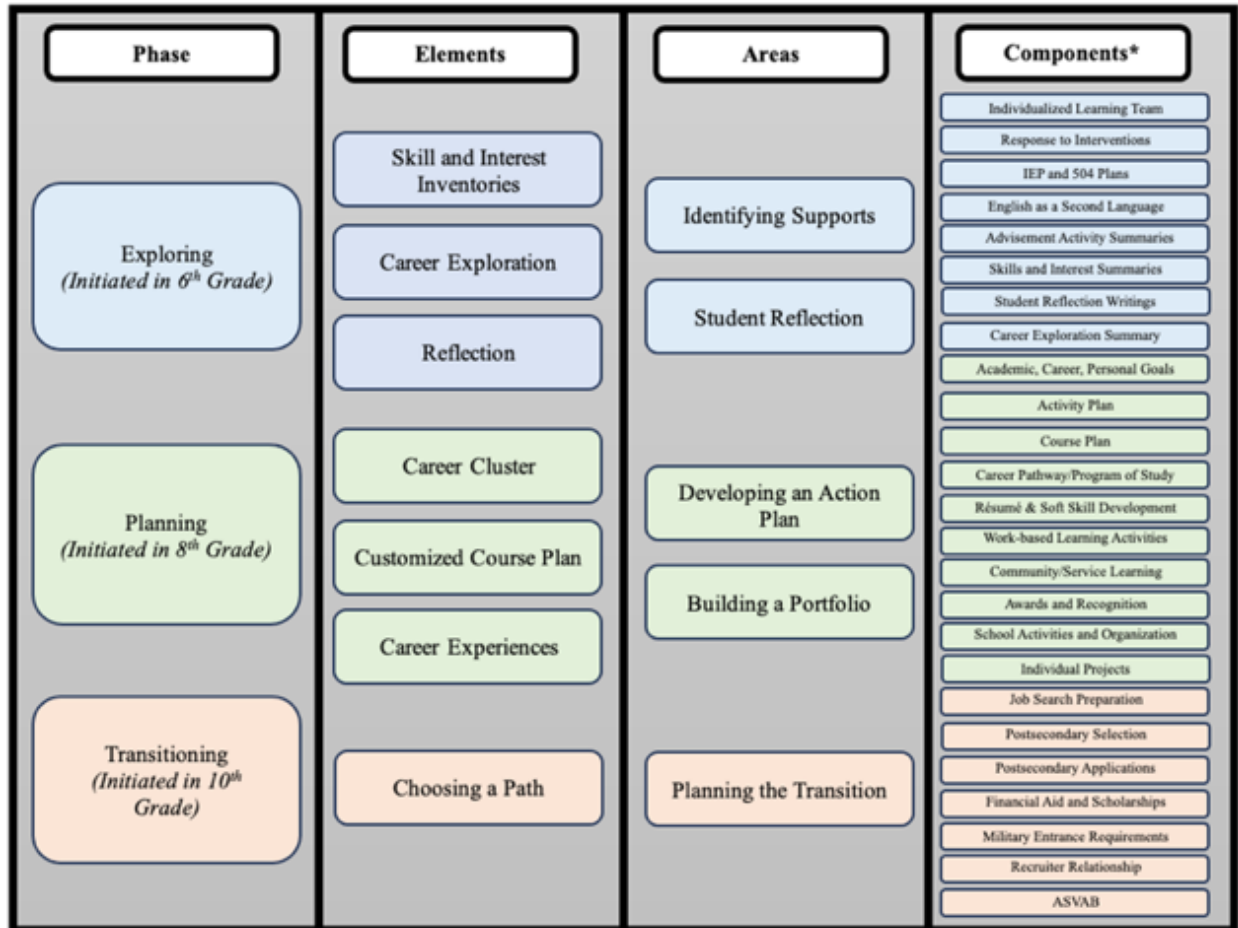 Phase
Exploring
(Initiated in 6th Grade)
Planning
(Initiated in 8th Grade)
Transitioning
(Initiated in 10th
Grade)
Elements
Skill and Interest
Inventories
Career Exploration
Reflection
Career Cluster
Customized Course Plan
Career Experiences
Choosing a Path
Areas
Identifying Supports
Student Reflection
Developing an Action
Plan
Building a Portfolio
Planning the Transition
Components*
Individualized Learning Team
Response to Interventions
IEP and 504 Plans
English as a Second Language
Advisement Activity Summaries
Skills and Interest Summaries
Student Reflection Writings
Career Exploration Summary
Academic, Career, Personal Goals
Activity Plan
Course Plan
Career Pathway/Program of Study
Résumé & Soft Skill Development
Work-based Learning Activities
Community/Service Learning
Awards and Recognition
School Activities and Organization
Individual Projects
Job Search Preparation
Postsecondary Selection
Postsecondary Applications
Financial Aid and Scholarships
Military Entrance Requirements
Recruiter Relationship
ASVAB